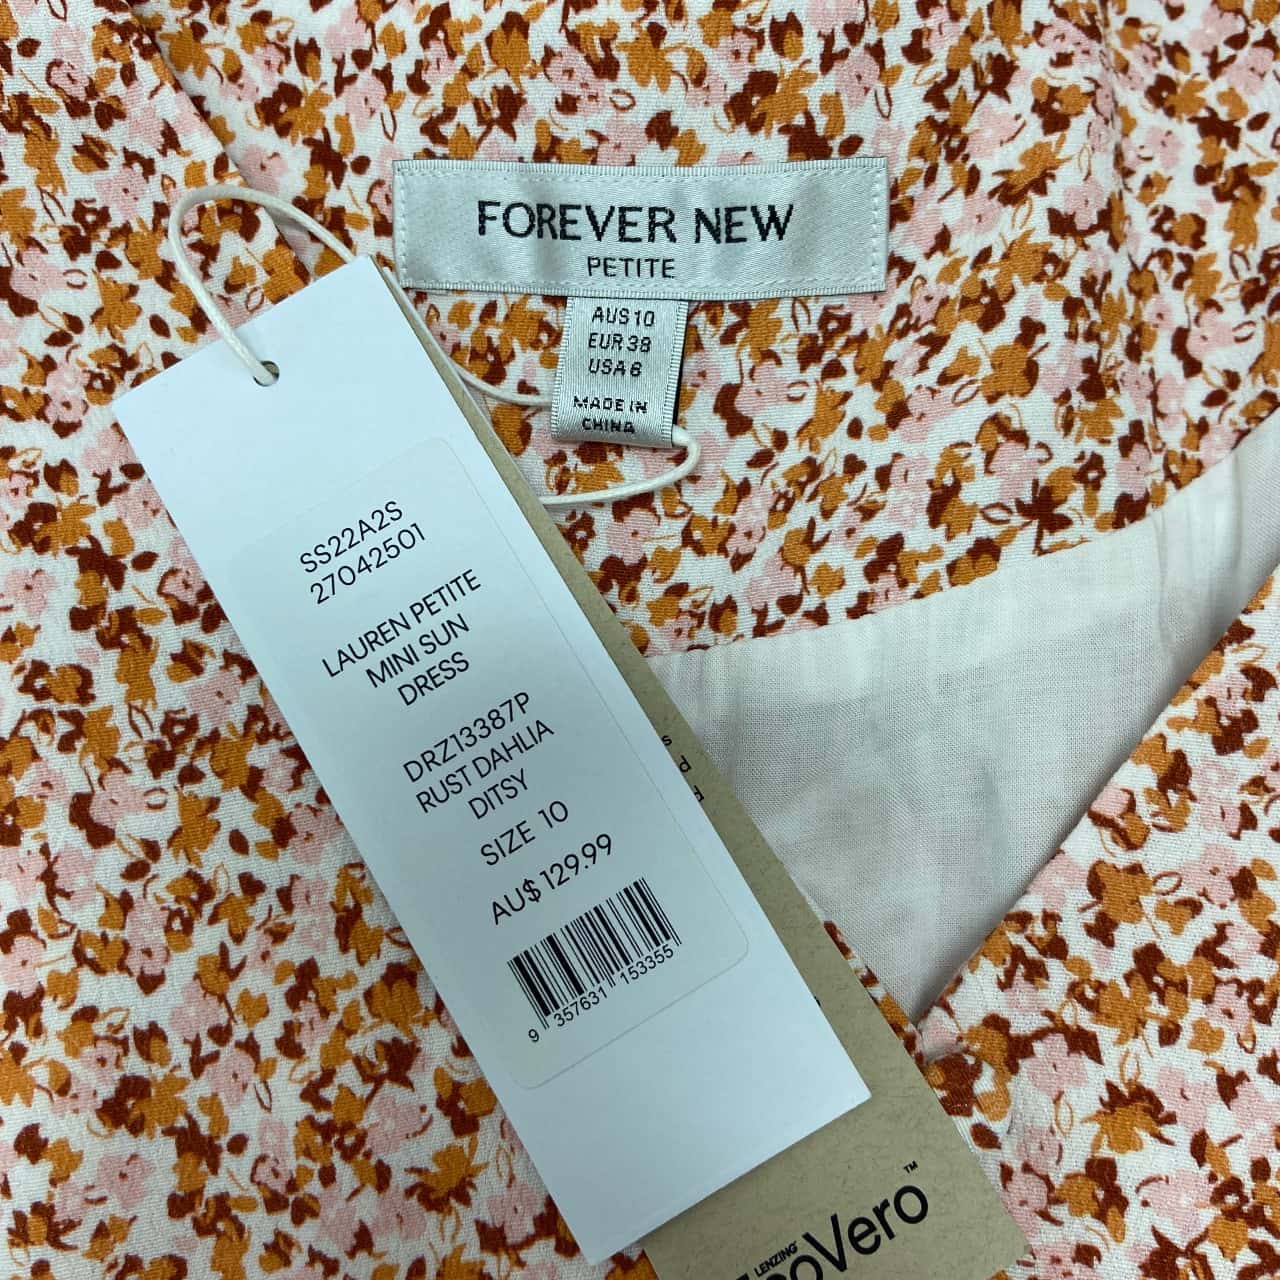 FOREVER NEW
PETITE
AUS 10
EUR 38
USA 6
MADE IN
CHINA
SS22A2S
27042501
LAUREN PETITE
MINI SUN
DRESS
DRZ13387P
RUST DAHLIA
DITSY
SIZE 10
AU$ 129.99
9 357631 153355
LENZING
oVero™